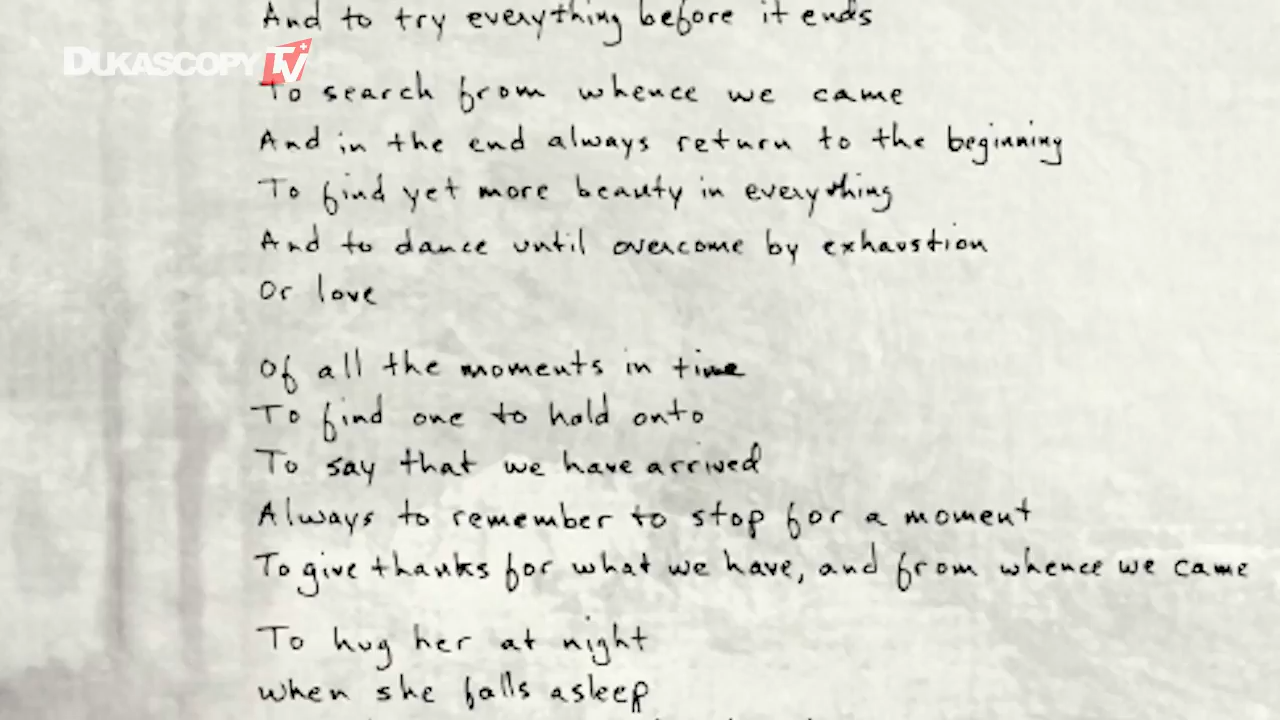 And to try everything before it ends
DUKASCOPY TV
To search from whence we came
And in the end always return to the beginning
To find yet more beauty in everything
And to dance until overcome by exhaustion
Or love
Of all the moments in time
To find one to hold onto
To say that we have arrived
Always to remember to stop for a moment
To give thanks for what we have, and from whence we came
To hug her at night
when she falls asleep